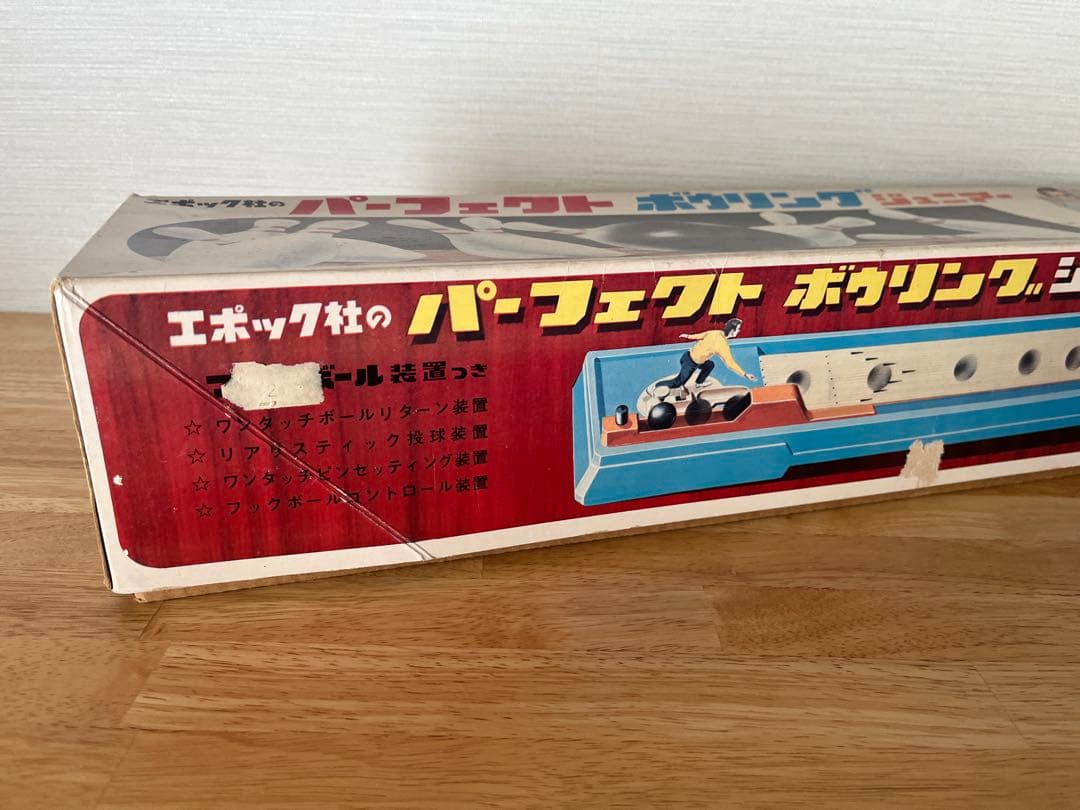 エポック社の パーフェクト ボウリング ジュニアー
エポック社の パーフェクト ボウリング
ボール装置つき
☆ ワンタッチボールリターン装置
☆ リアリスティック投球装置
☆ ワンタッチピンセッティング装置
☆ フックボールコントロール装置